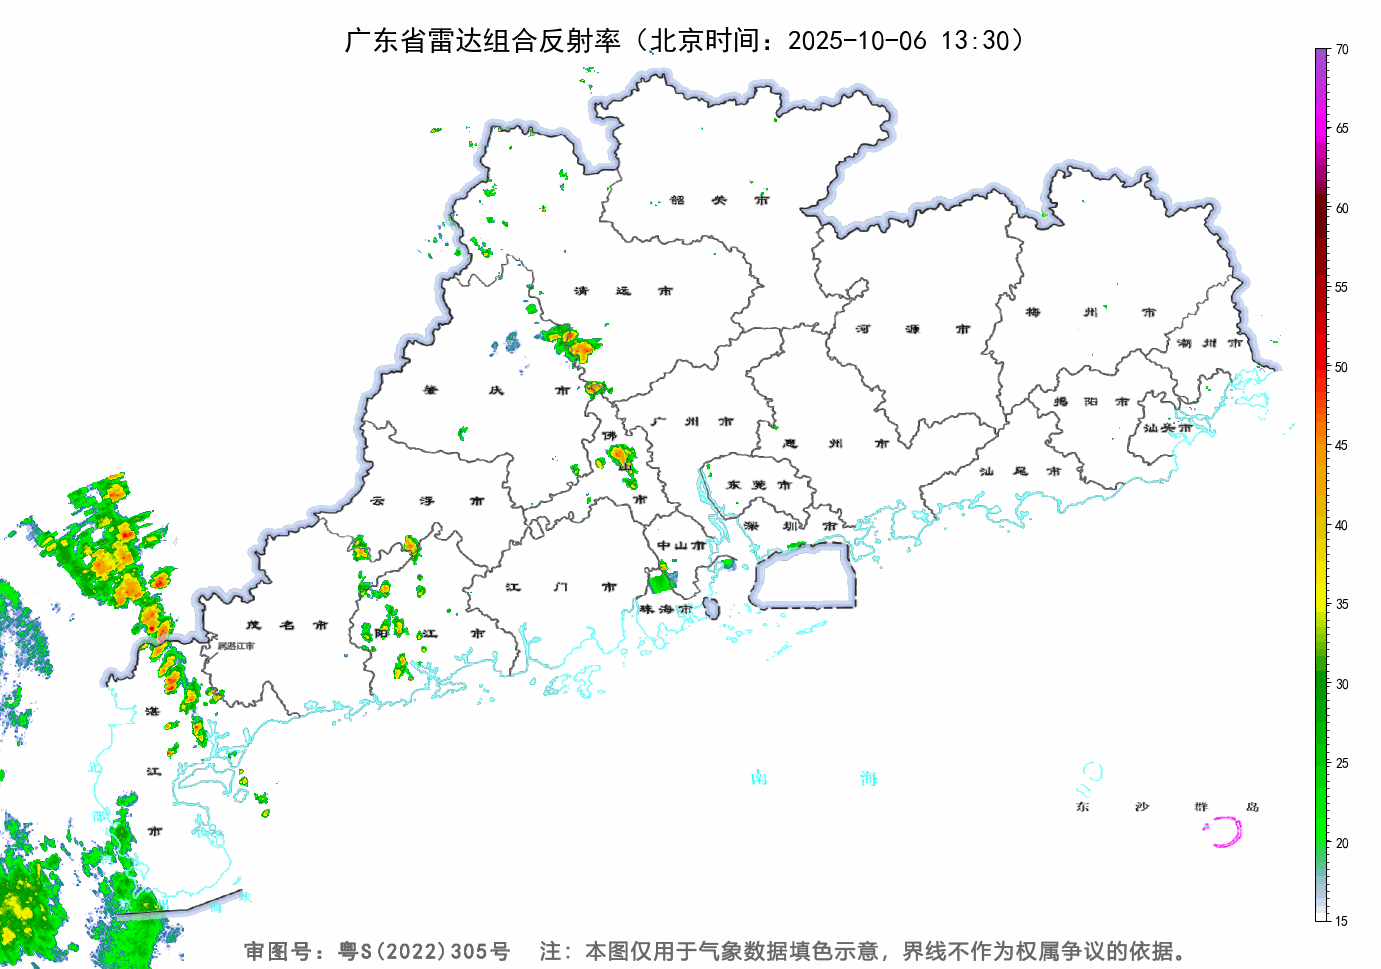 广东省雷达组合反射率（北京时间：2025-10-06 13:30）
70
65
60
55
50
45
40
35
30
25
20
15
韶关市
清远市
河源市
梅州市
潮州市
肇庆市
广州市
揭阳市
汕头市
佛山市
惠州市
汕尾市
云浮市
东莞市
深圳市
中山市
江门市
珠海市
茂名市
阳江市
属湛江市
湛江市
南海
东沙群岛
审图号：粤S(2022)305号 注：本图仅用于气象数据填色示意，界线不作为权属争议的依据。